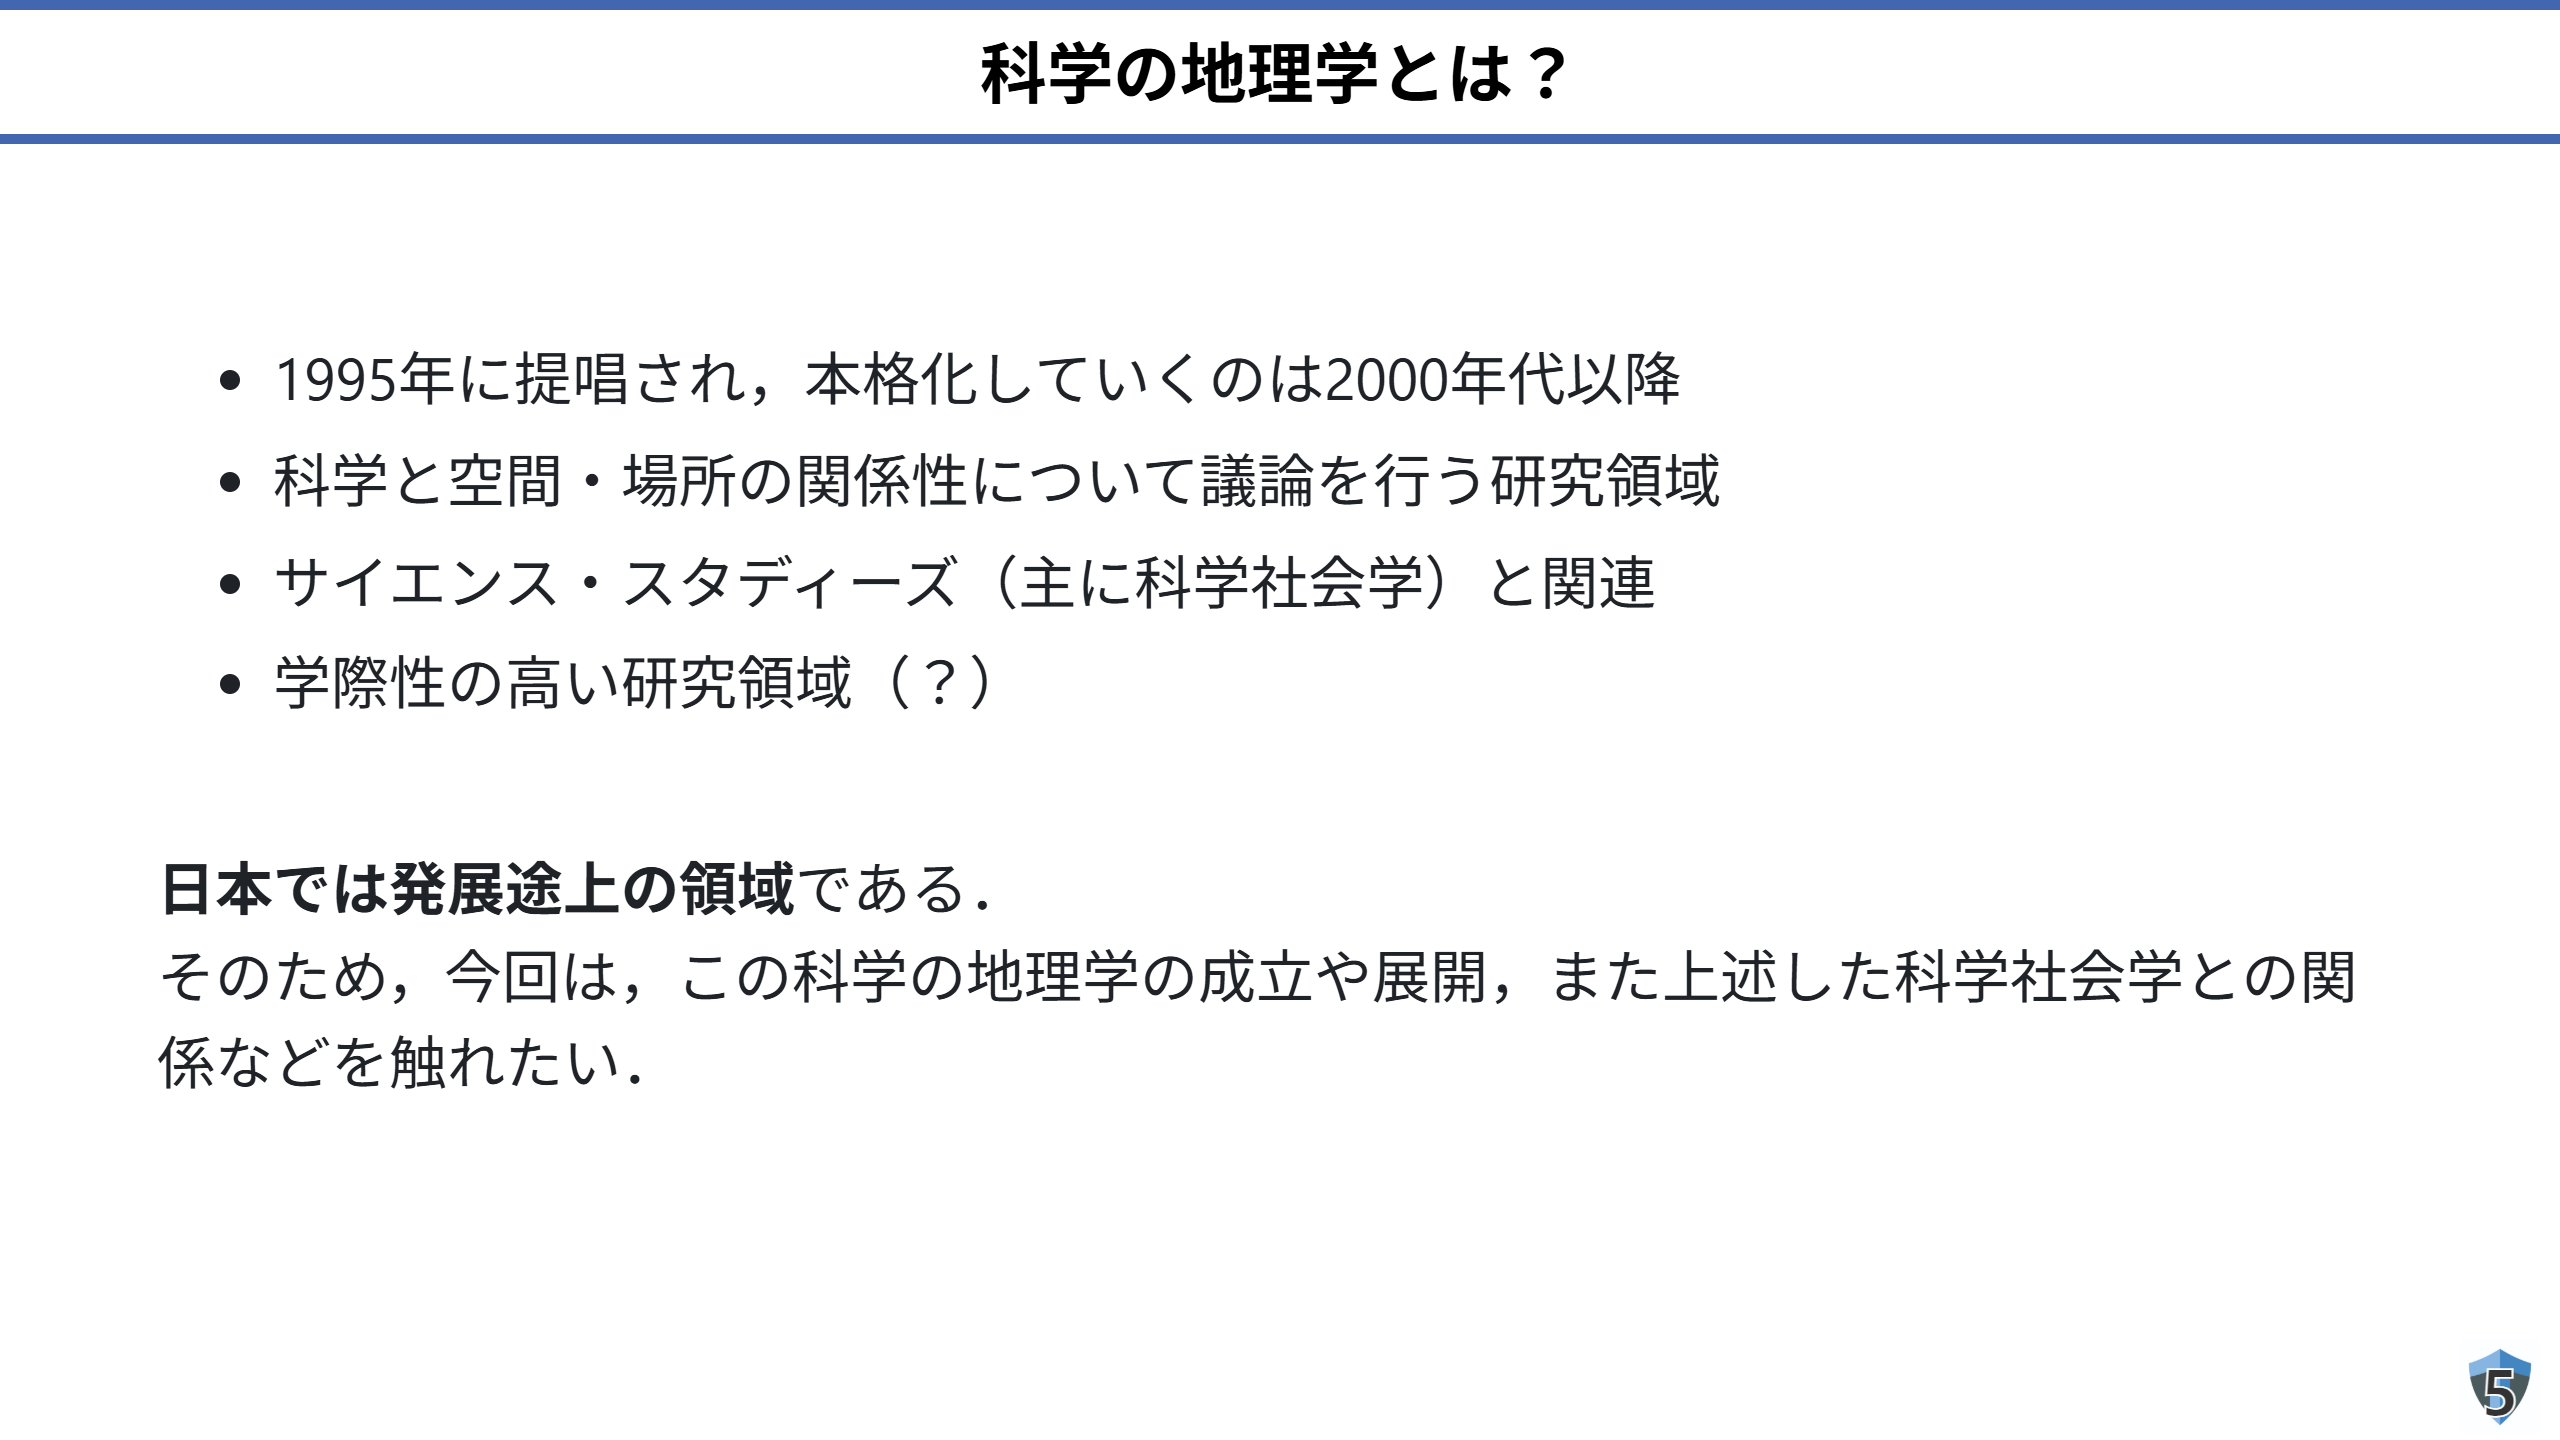 科学の地理学とは？
• 1995年に提唱され，本格化していくのは2000年代以降
• 科学と空間・場所の関係性について議論を行う研究領域
• サイエンス・スタディーズ（主に科学社会学）と関連
• 学際性の高い研究領域（？）
日本では発展途上の領域である．
そのため，今回は，この科学の地理学の成立や展開，また上述した科学社会学との関
係などを触れたい．
5